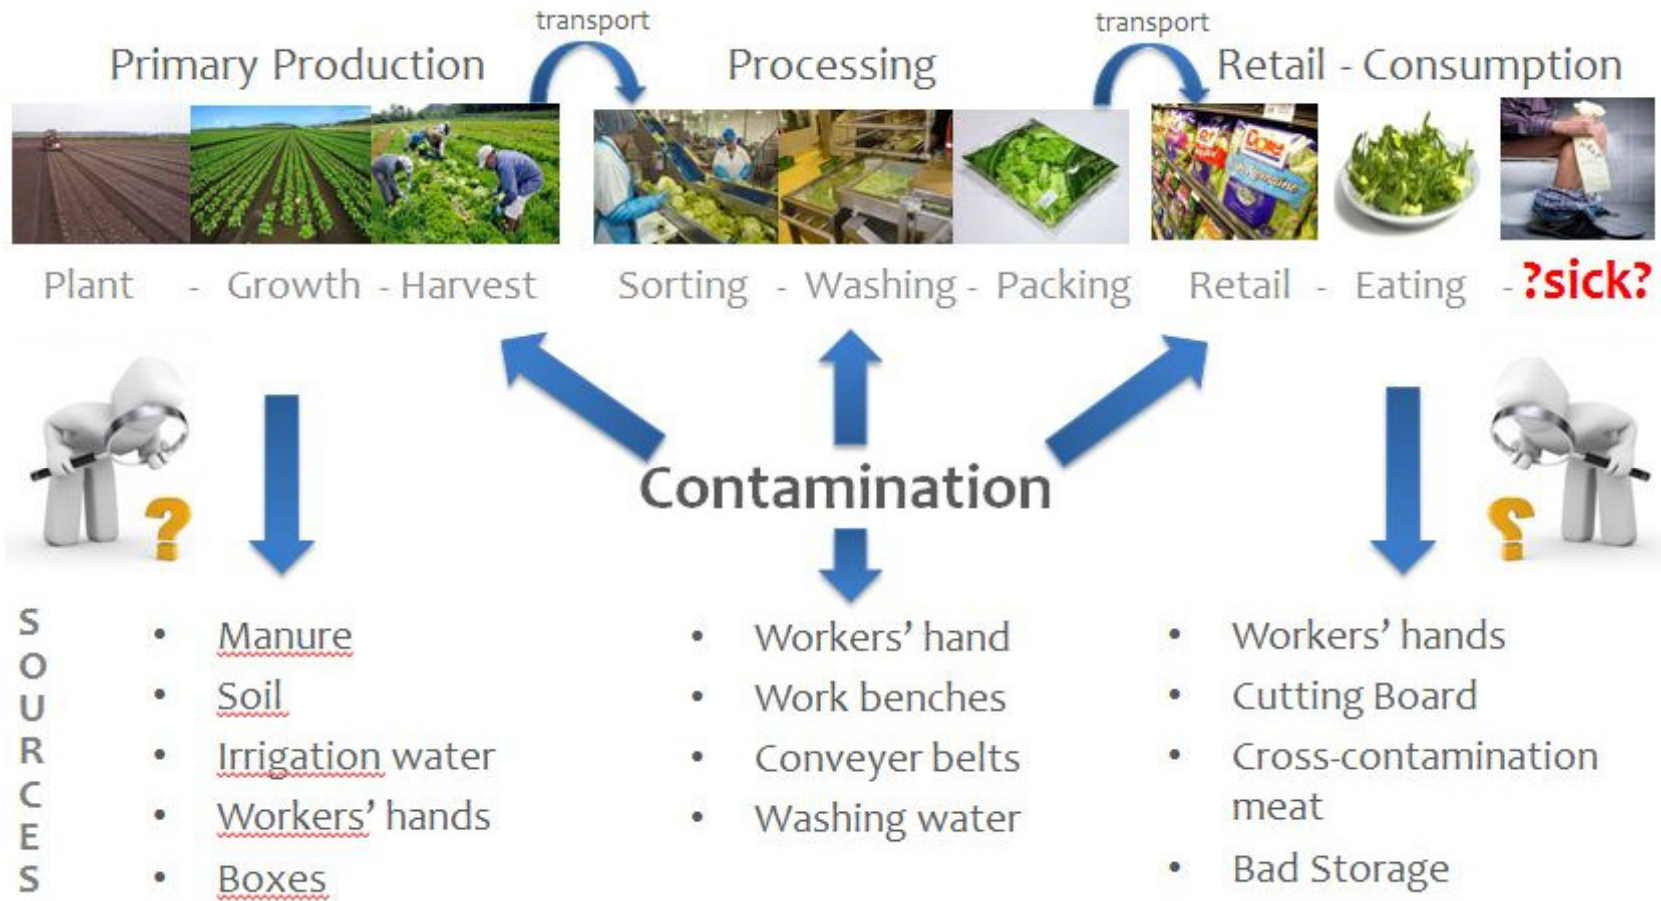 transport
transport
Primary Production
Processing
Retail - Consumption
Dole
Romaine
Plant - Growth - Harvest
Sorting - Washing - Packing
Retail - Eating - ?sick?
Contamination
SOURCES
• Manure
• Soil
• Irrigation water
• Workers' hands
• Boxes
• Workers' hand
• Work benches
• Conveyer belts
• Washing water
• Workers' hands
• Cutting Board
• Cross-contamination
meat
• Bad Storage